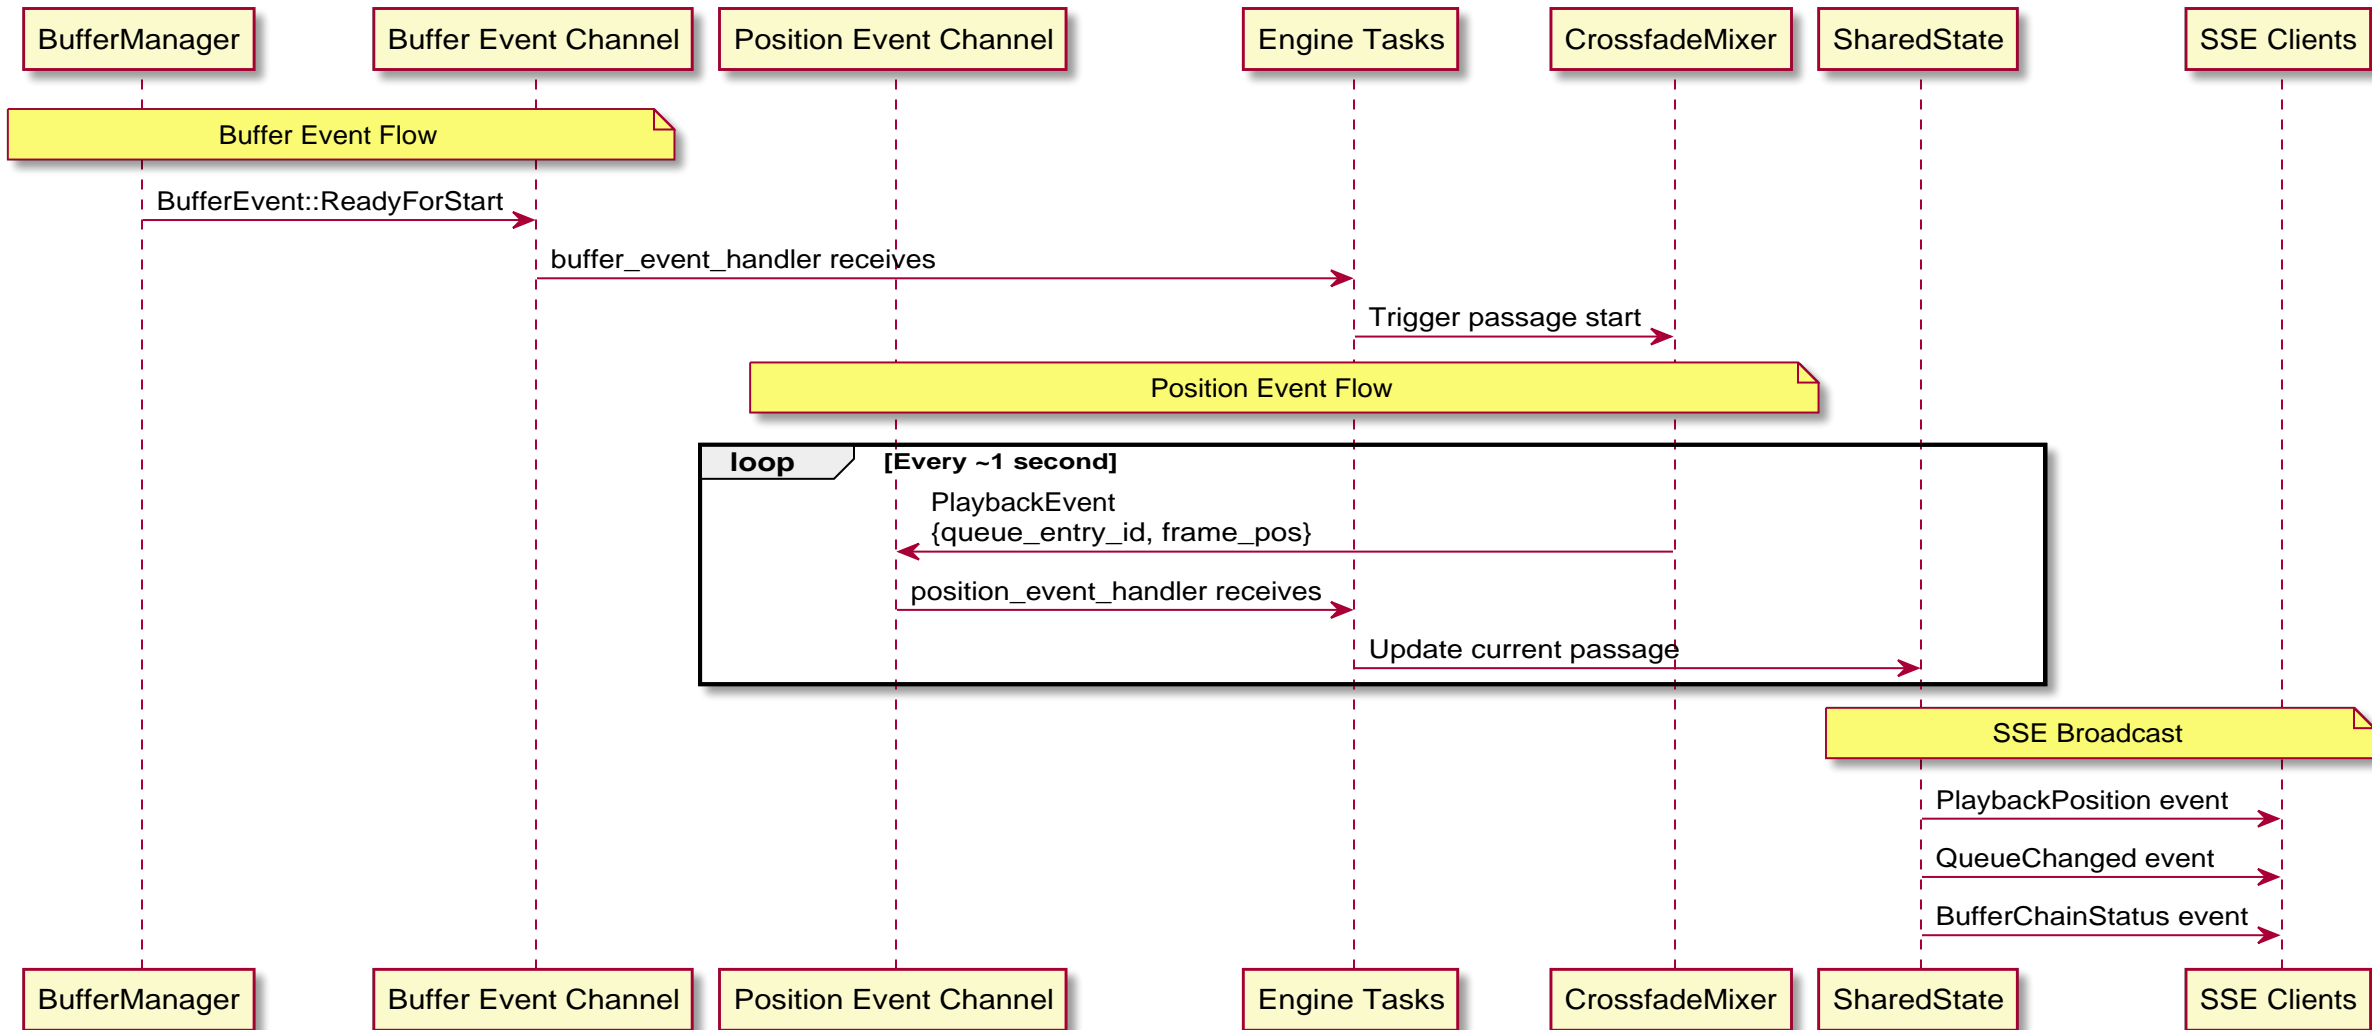 BufferManager
Buffer Event Channel
Position Event Channel
Engine Tasks
CrossfadeMixer
SharedState
SSE Clients
Buffer Event Flow
BufferEvent::ReadyForStart
buffer_event_handler receives
Trigger passage start
Position Event Flow
loop
[Every ~1 second]
PlaybackEvent
{queue_entry_id, frame_pos}
position_event_handler receives
Update current passage
SSE Broadcast
PlaybackPosition event
QueueChanged event
BufferChainStatus event
BufferManager
Buffer Event Channel
Position Event Channel
Engine Tasks
CrossfadeMixer
SharedState
SSE Clients